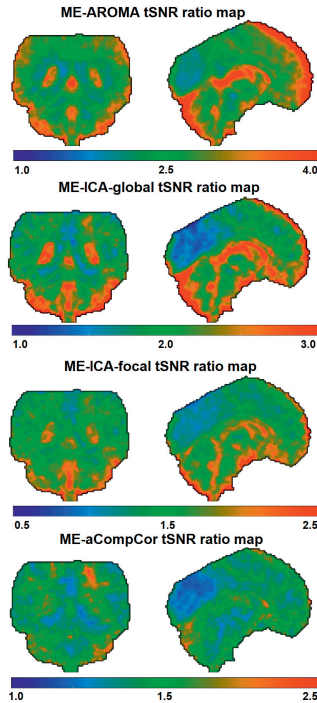 ME-AROMA tSNR ratio map
1.0 2.5 4.0
ME-ICA-global tSNR ratio map
1.0 2.0 3.0
ME-ICA-focal tSNR ratio map
0.5 1.5 2.5
ME-aCompCor tSNR ratio map
1.0 1.5 2.5